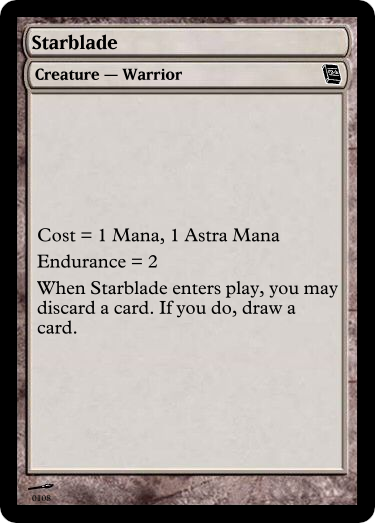 Starblade
Creature — Warrior
Cost = 1 Mana, 1 Astra Mana
Endurance = 2
When Starblade enters play, you may
discard a card. If you do, draw a
card.
0108